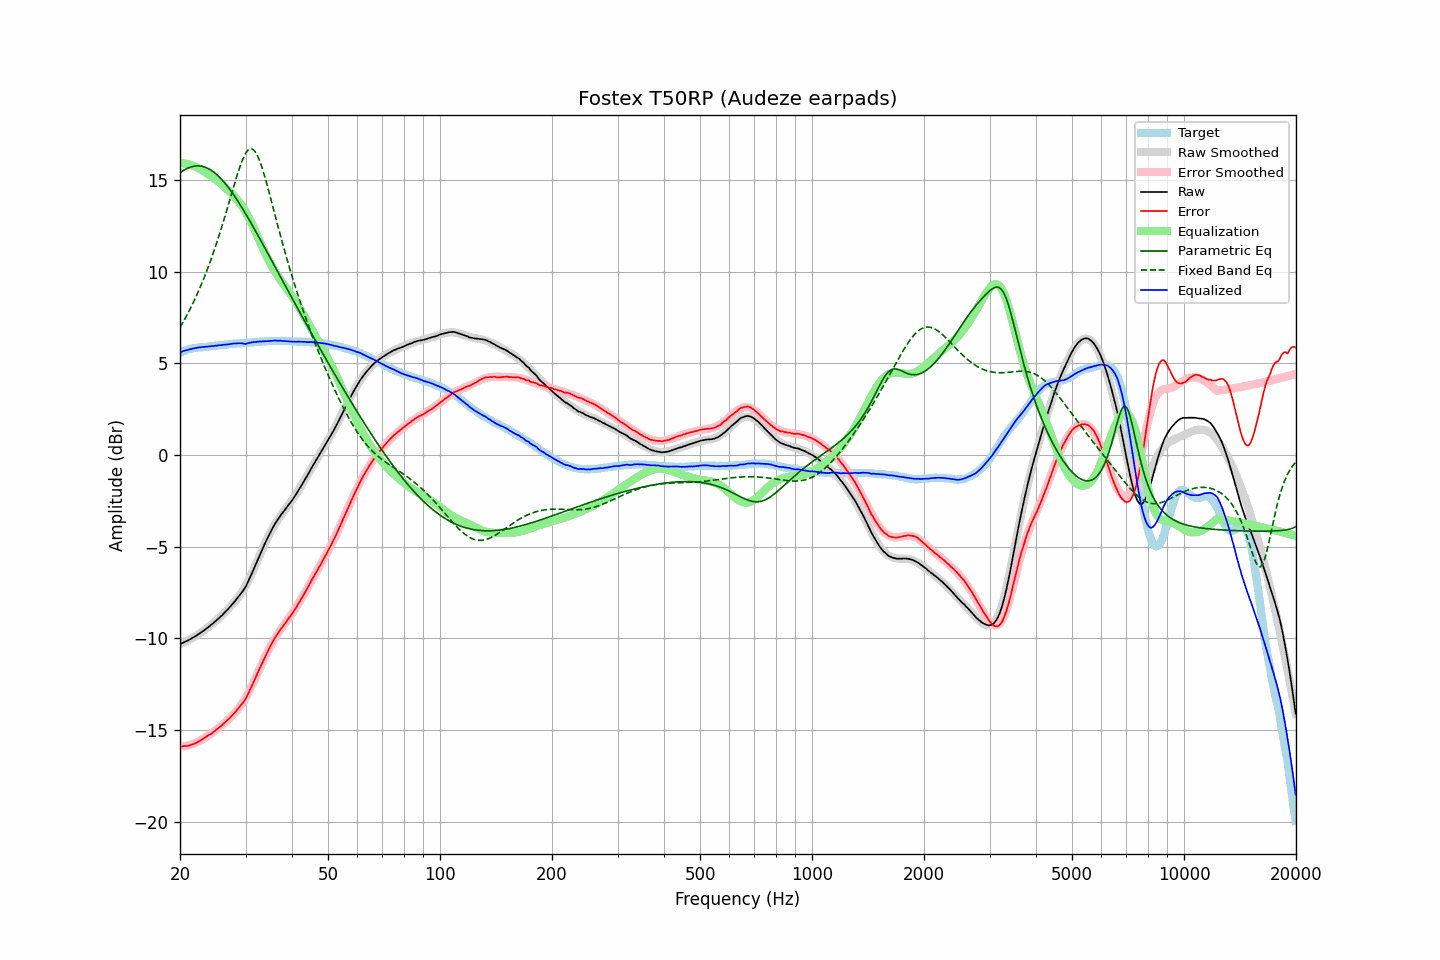 Fostex T50RP (Audeze earpads)
Target
Raw Smoothed
Error Smoothed
Raw
Error
Equalization
Parametric Eq
Fixed Band Eq
Equalized
Amplitude (dBr)
15
10
5
0
−5
−10
−15
−20
20 50 100 200 500 1000 2000 5000 10000 20000
Frequency (Hz)